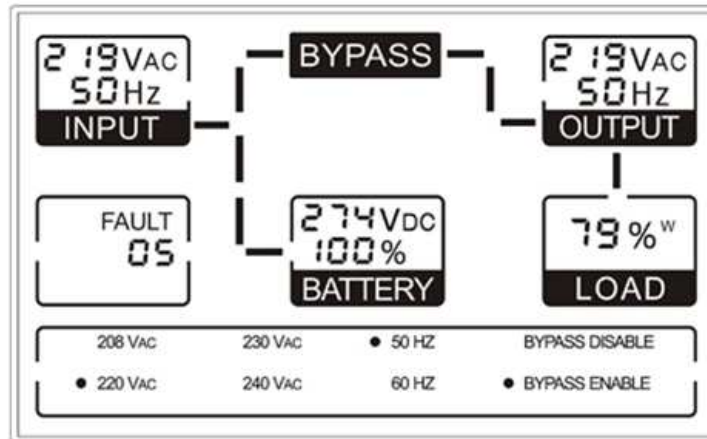 219VAC
50HZ
INPUT
BYPASS
219VAC
50HZ
OUTPUT
FAULT
05
274VDC
100%
BATTERY
79%W
LOAD
208 VAC 230 VAC • 50 HZ BYPASS DISABLE
• 220 VAC 240 VAC 60 HZ • BYPASS ENABLE